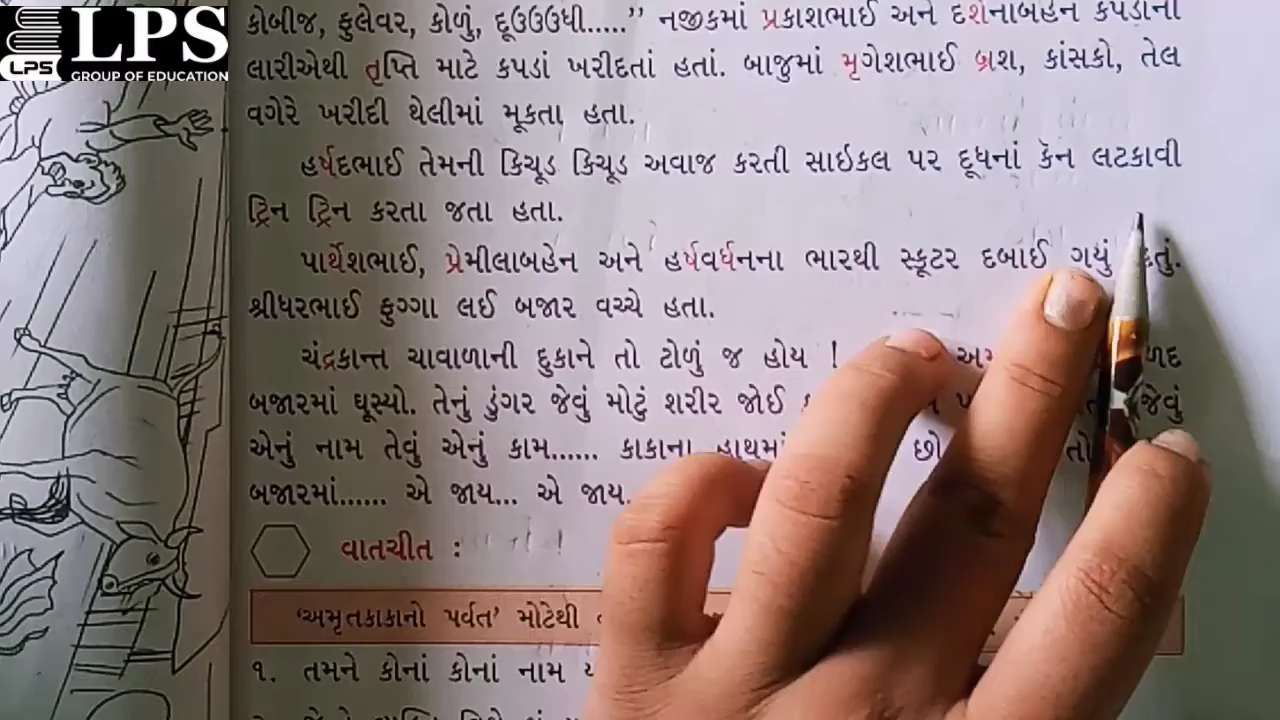 LPS
LPS
GROUP OF EDUCATION
કોબીજ, ફુલેવર, કોળું, દૂઉઉઉધી.....” નજીકમાં પ્રકાશભાઈ અને દર્શનાબહેન કપડાંની
લારીએથી તૃપ્તિ માટે કપડાં ખરીદતાં હતાં. બાજુમાં મૃગેશભાઈ બ્રશ, કાંસકો, તેલ
વગેરે ખરીદી થેલીમાં મૂકતા હતા.
હર્ષદભાઈ તેમની કિચૂડ કિચૂડ અવાજ કરતી સાઇકલ પર દૂધનાં કૅન લટકાવી
ટ્રિન ટ્રિન કરતા જતા હતા.
પાર્થેશભાઈ, પ્રેમીલાબહેન અને હર્ષવર્ધનના ભારથી સ્કૂટર દબાઈ ગયું
શ્રીધરભાઈ ફુગ્ગા લઈ બજાર વચ્ચે હતા.
ચંદ્રકાન્ત ચાવાળાની દુકાને તો ટોળું જ હોય !
બજારમાં ઘૂસ્યો. તેનું ડુંગર જેવું મોટું શરીર જોઈ જેવું
એનું નામ તેવું એનું કામ...... કાકાના છો તો
બજારમાં...... એ જાય... એ જાય.
વાતચીત :
‘અમૃતકાકાનો પર્વત’ મોટેથી
૧. તમને કોનાં કોનાં નામ